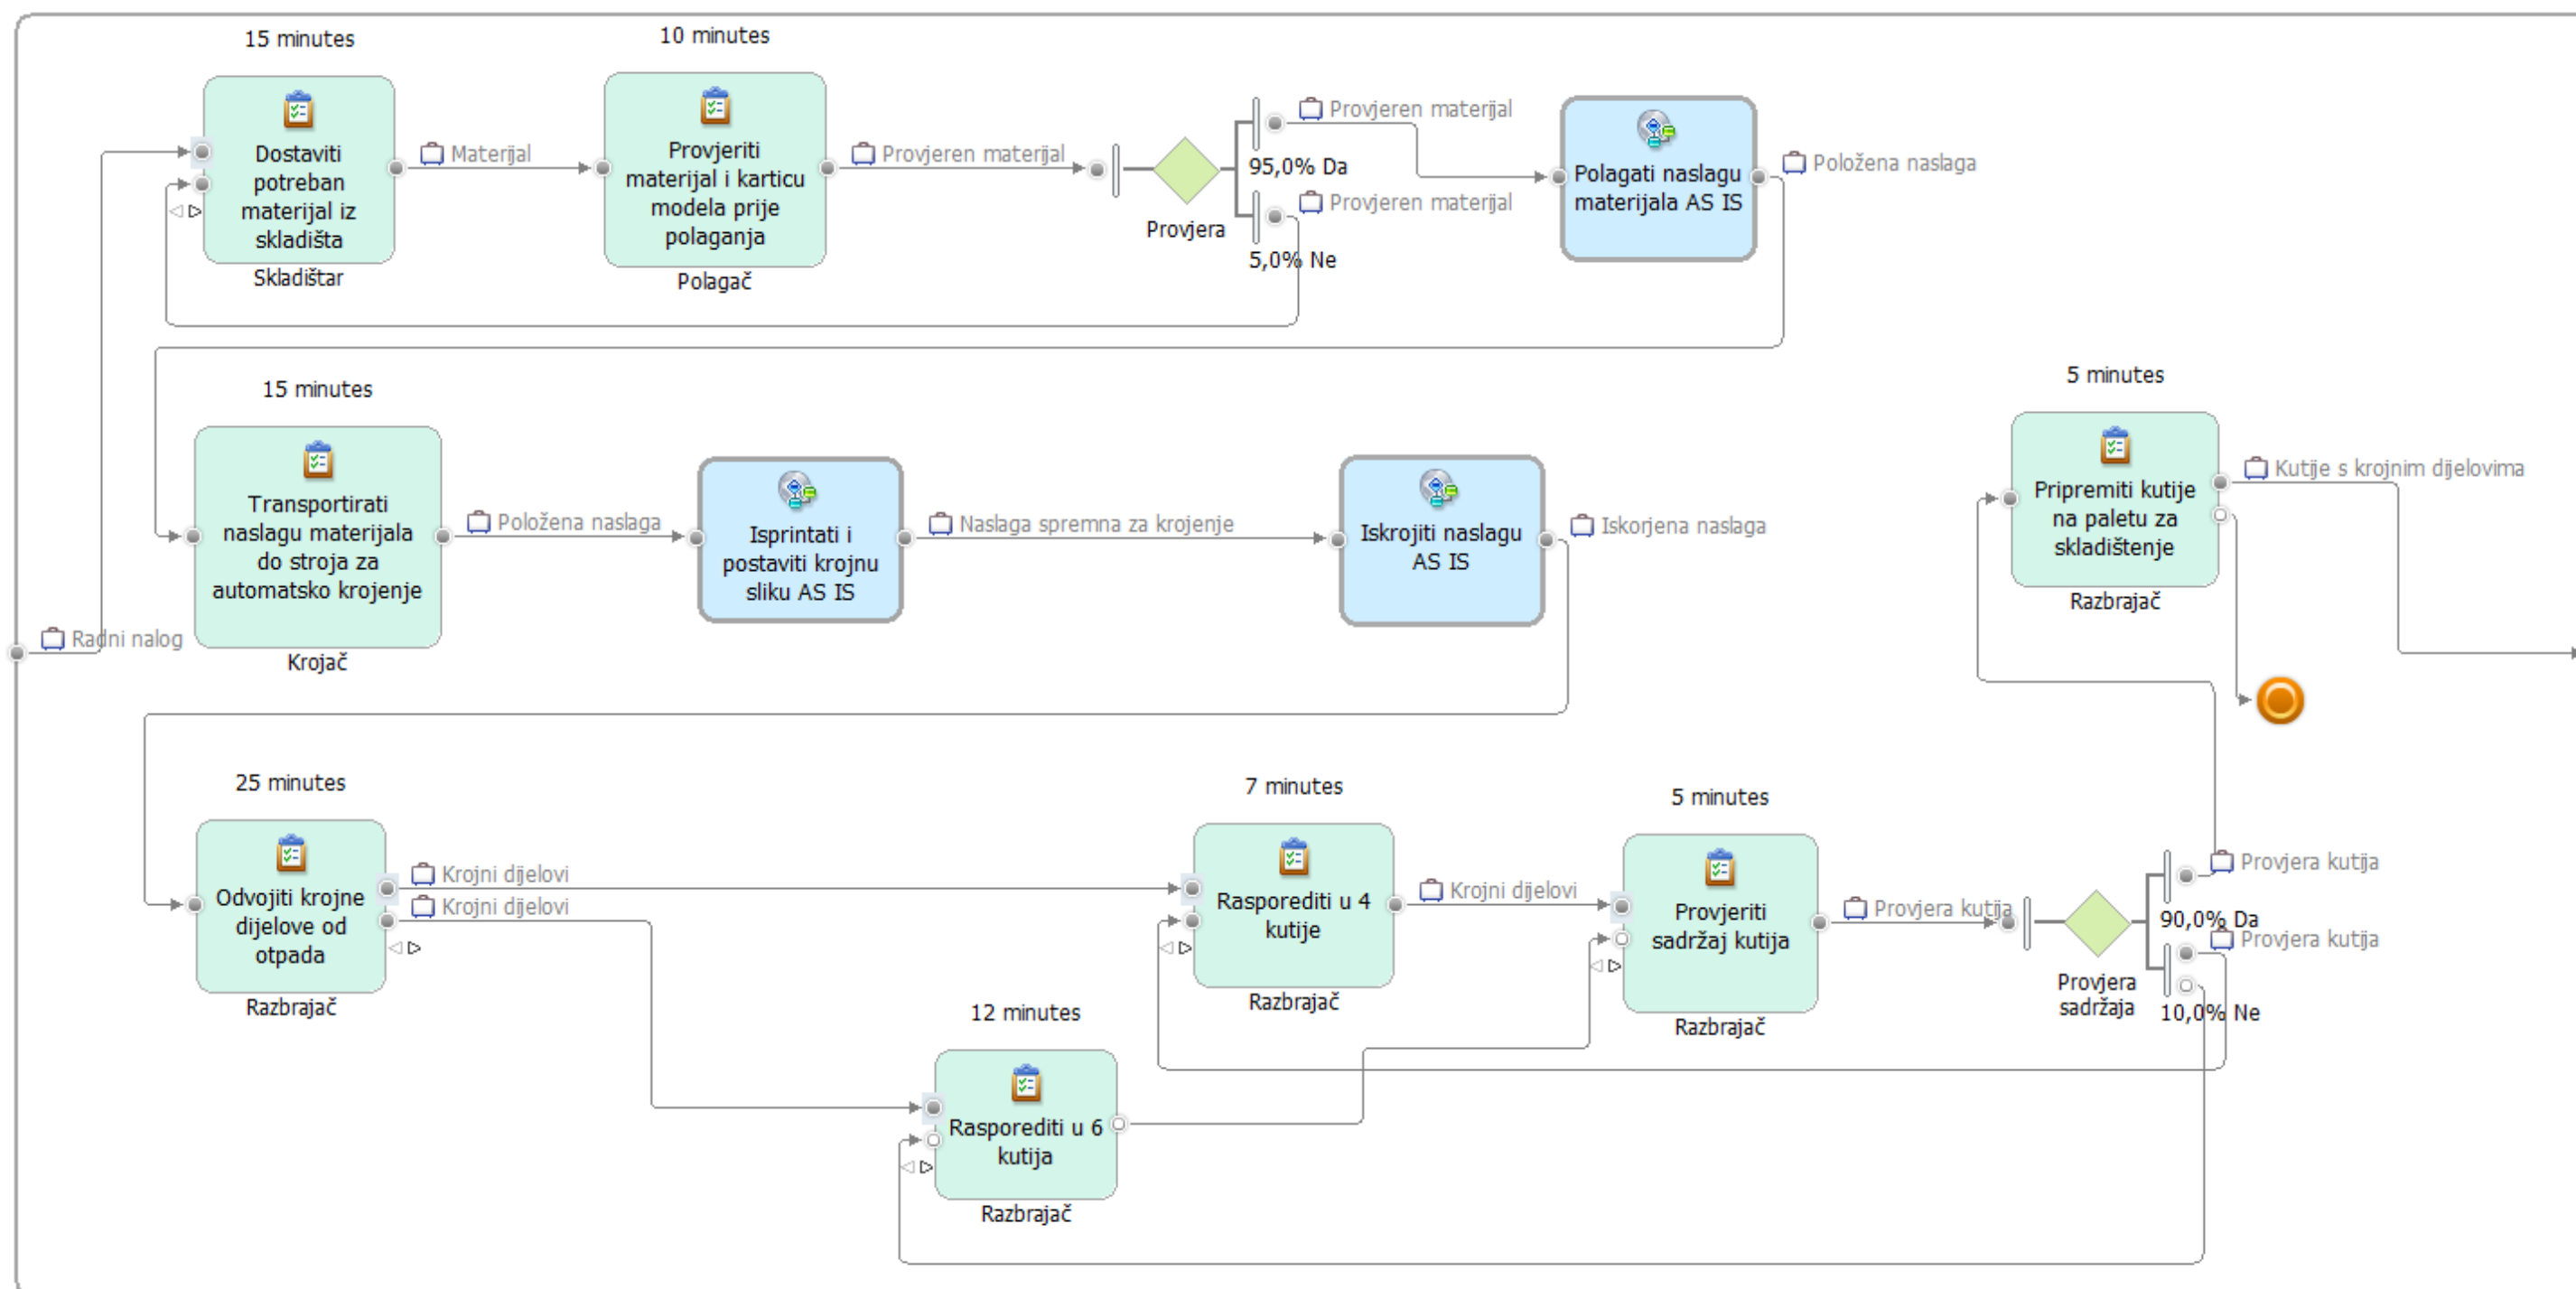 15 minutes
10 minutes
Dostaviti
potreban
materijal iz
skladišta
Skladištar
Materijal
Provjeriti
materijal i karticu
modela prije
polaganja
Polagač
Provjeren materijal
Provjera
Provjeren materijal
95,0% Da
Provjeren materijal
5,0% Ne
Polagati naslagu
materijala AS IS
Položena naslaga
15 minutes
Transportirati
naslagu materijala
do stroja za
automatsko krojenje
Krojač
Radni nalog
Položena naslaga
Isprintati i
postaviti krojnu
sliku AS IS
Naslaga spremna za krojenje
Iskrojiti naslagu
AS IS
Iskorjena naslaga
5 minutes
Pripremiti kutije
na paletu za
skladištenje
Razbrajač
Kutije s krojnim dijelovima
25 minutes
Odvojiti krojne
dijelove od
otpada
Razbrajač
Krojni dijelovi
Krojni dijelovi
12 minutes
Rasporediti u 6
kutija
Razbrajač
7 minutes
Rasporediti u 4
kutije
Razbrajač
Krojni dijelovi
5 minutes
Provjeriti
sadržaj kutija
Razbrajač
Provjera kutija
Provjera
sadržaja
Provjera kutija
90,0% Da
Provjera kutija
10,0% Ne